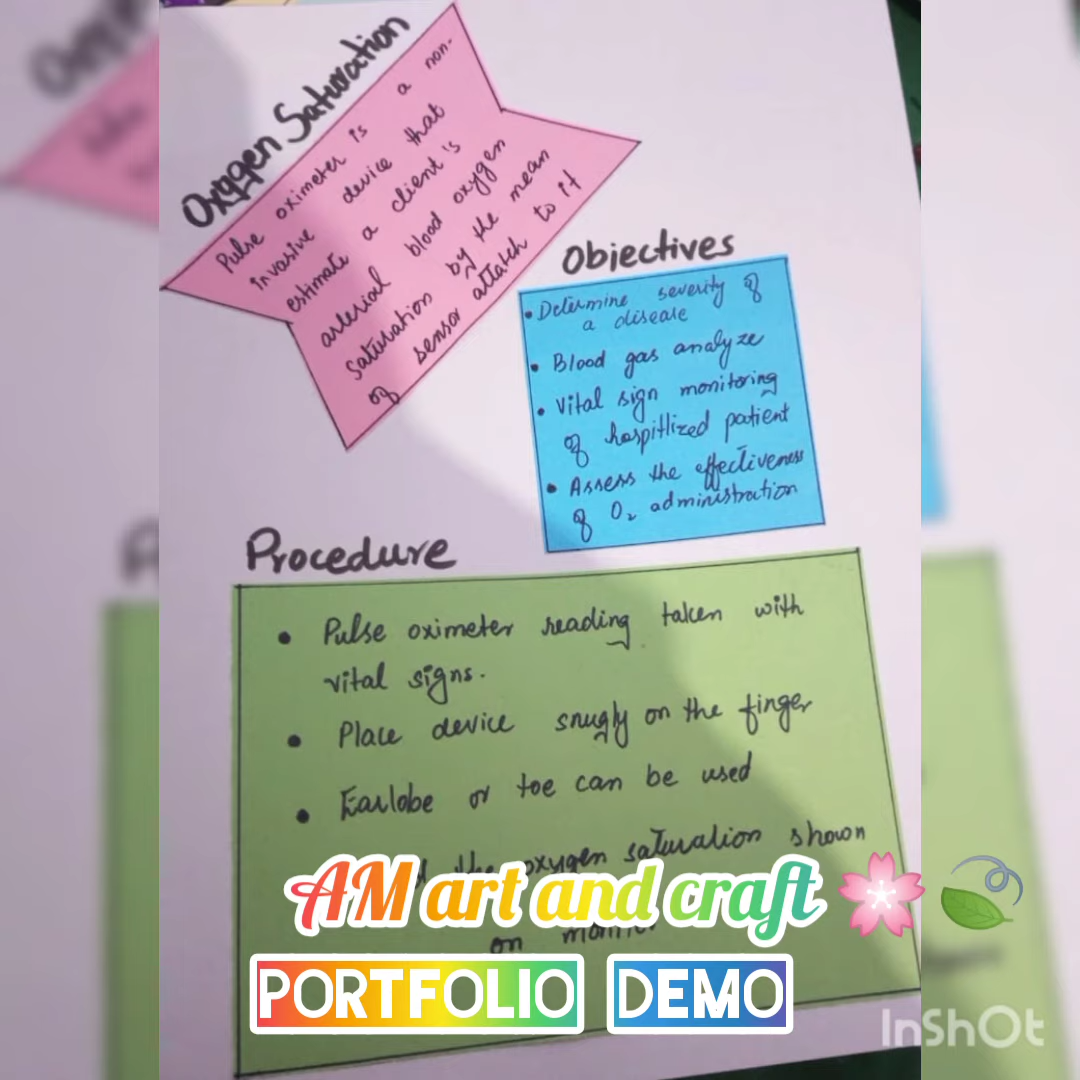 Oxygen Saturation
Pulse oximeter is a non-
invasive device that
estimate a client's
arterial blood oxygen
saturation by the mean
of sensor attatch to it
Objectives
• Determine severity of
a disease
• Blood gas analyze
• Vital sign monitoring
of hospitlized patient
• Assess the effectiveness
of O₂ administration
Procedure
• Pulse oximeter reading taken with
vital signs.
• Place device snugly on the finger
• Earlobe or toe can be used
the oxygen saturation shown
on
AM art and craft
PORTFOLIO DEMO
InShOt